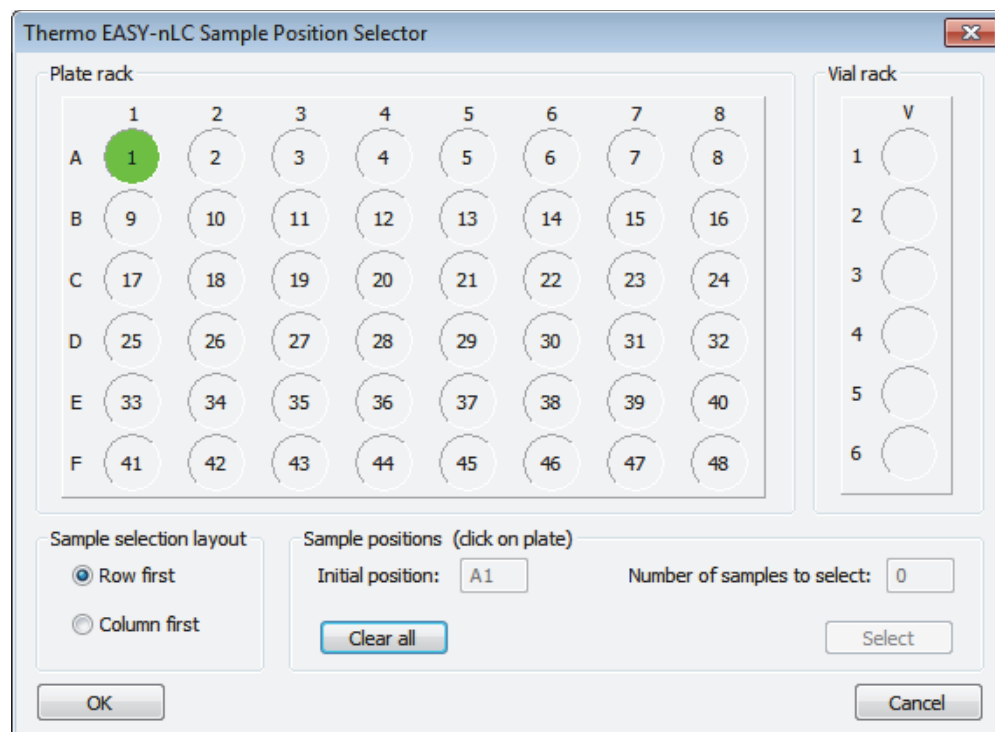 Thermo EASY-nLC Sample Position Selector
Plate rack
Vial rack
1 2 3 4 5 6 7 8
V
A 1 2 3 4 5 6 7 8
1
B 9 10 11 12 13 14 15 16
2
C 17 18 19 20 21 22 23 24
3
D 25 26 27 28 29 30 31 32
4
E 33 34 35 36 37 38 39 40
5
F 41 42 43 44 45 46 47 48
6
Sample selection layout
Row first
Column first
Sample positions (click on plate)
Initial position: A1
Number of samples to select: 0
Clear all
Select
OK
Cancel